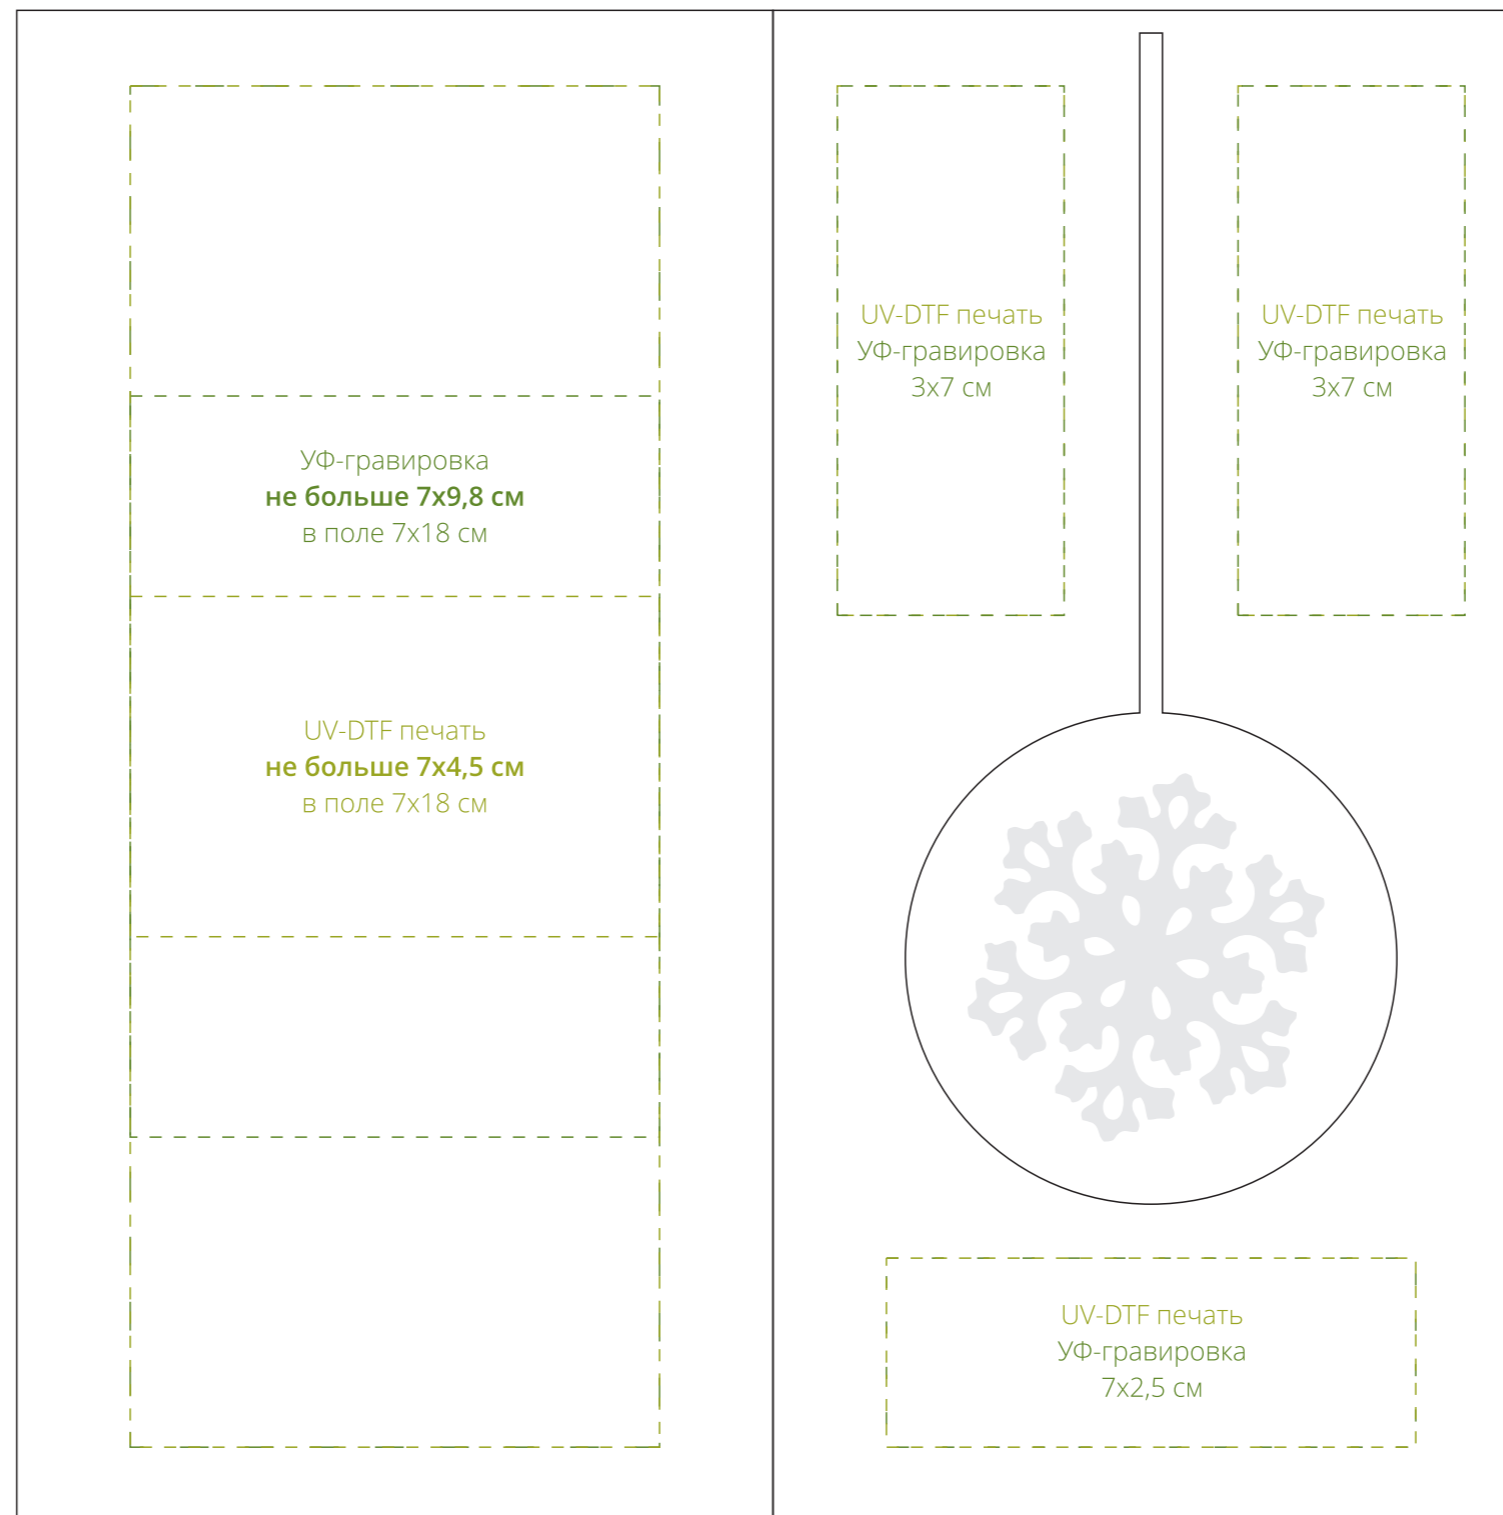 УФ-гравировка
не больше 7х9,8 см
в поле 7х18 см
UV-DTF печать
не больше 7х4,5 см
в поле 7х18 см
UV-DTF печать
УФ-гравировка
3х7 см
UV-DTF печать
УФ-гравировка
3х7 см
UV-DTF печать
УФ-гравировка
7х2,5 см